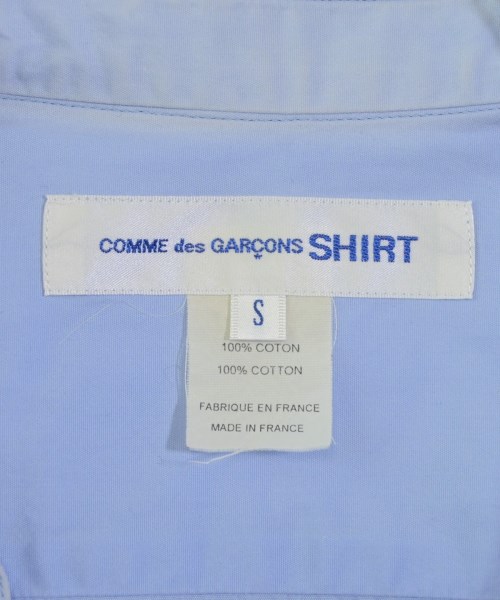 COMME des GARÇONS SHIRT
S
100% COTON
100% COTTON
FABRIQUE EN FRANCE
MADE IN FRANCE